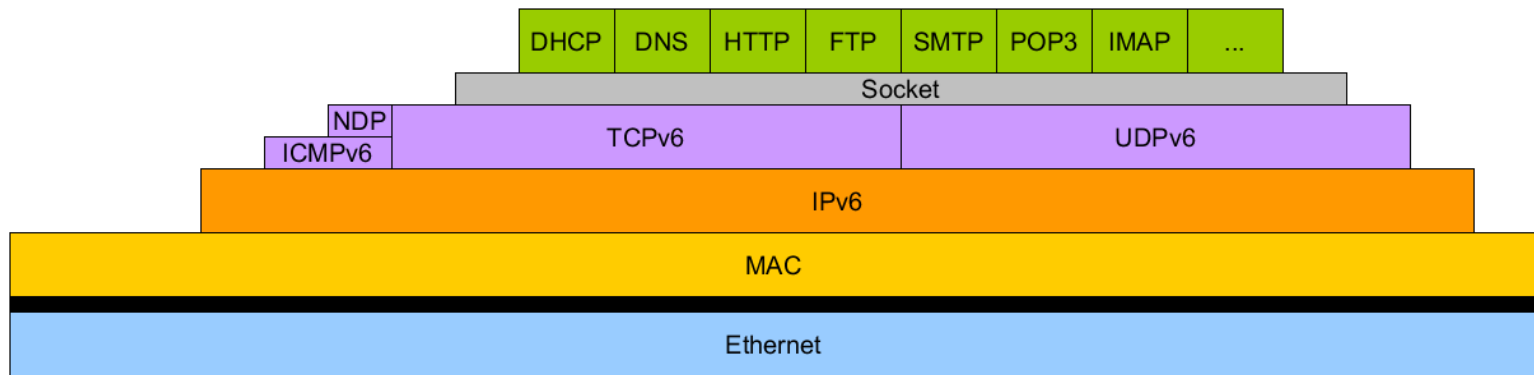 DHCP DNS HTTP FTP SMTP POP3 IMAP ...
Socket
NDP
TCPv6 UDPv6
ICMPv6
IPv6
MAC
Ethernet